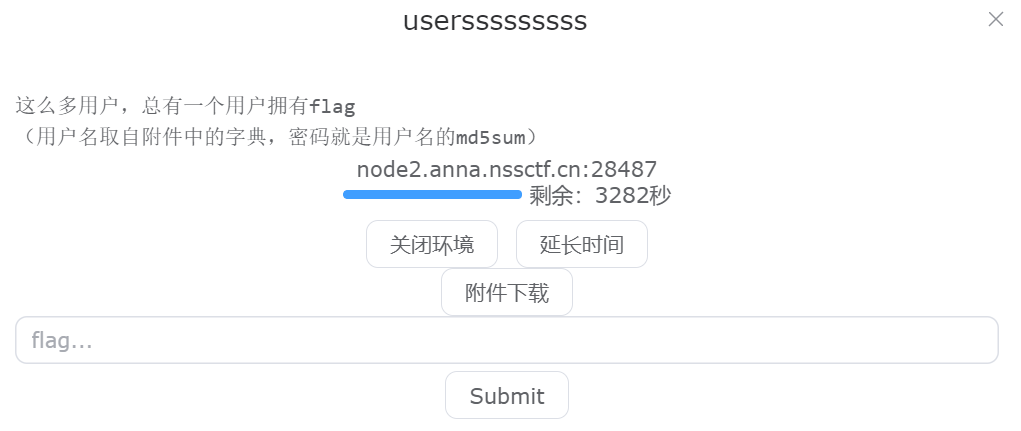 usersssssssss
这么多用户，总有一个用户拥有flag
（用户名取自附件中的字典，密码就是用户名的md5sum）
node2.anna.nssctf.cn:28487
剩余：3282秒
关闭环境 延长时间
附件下载
flag...
Submit